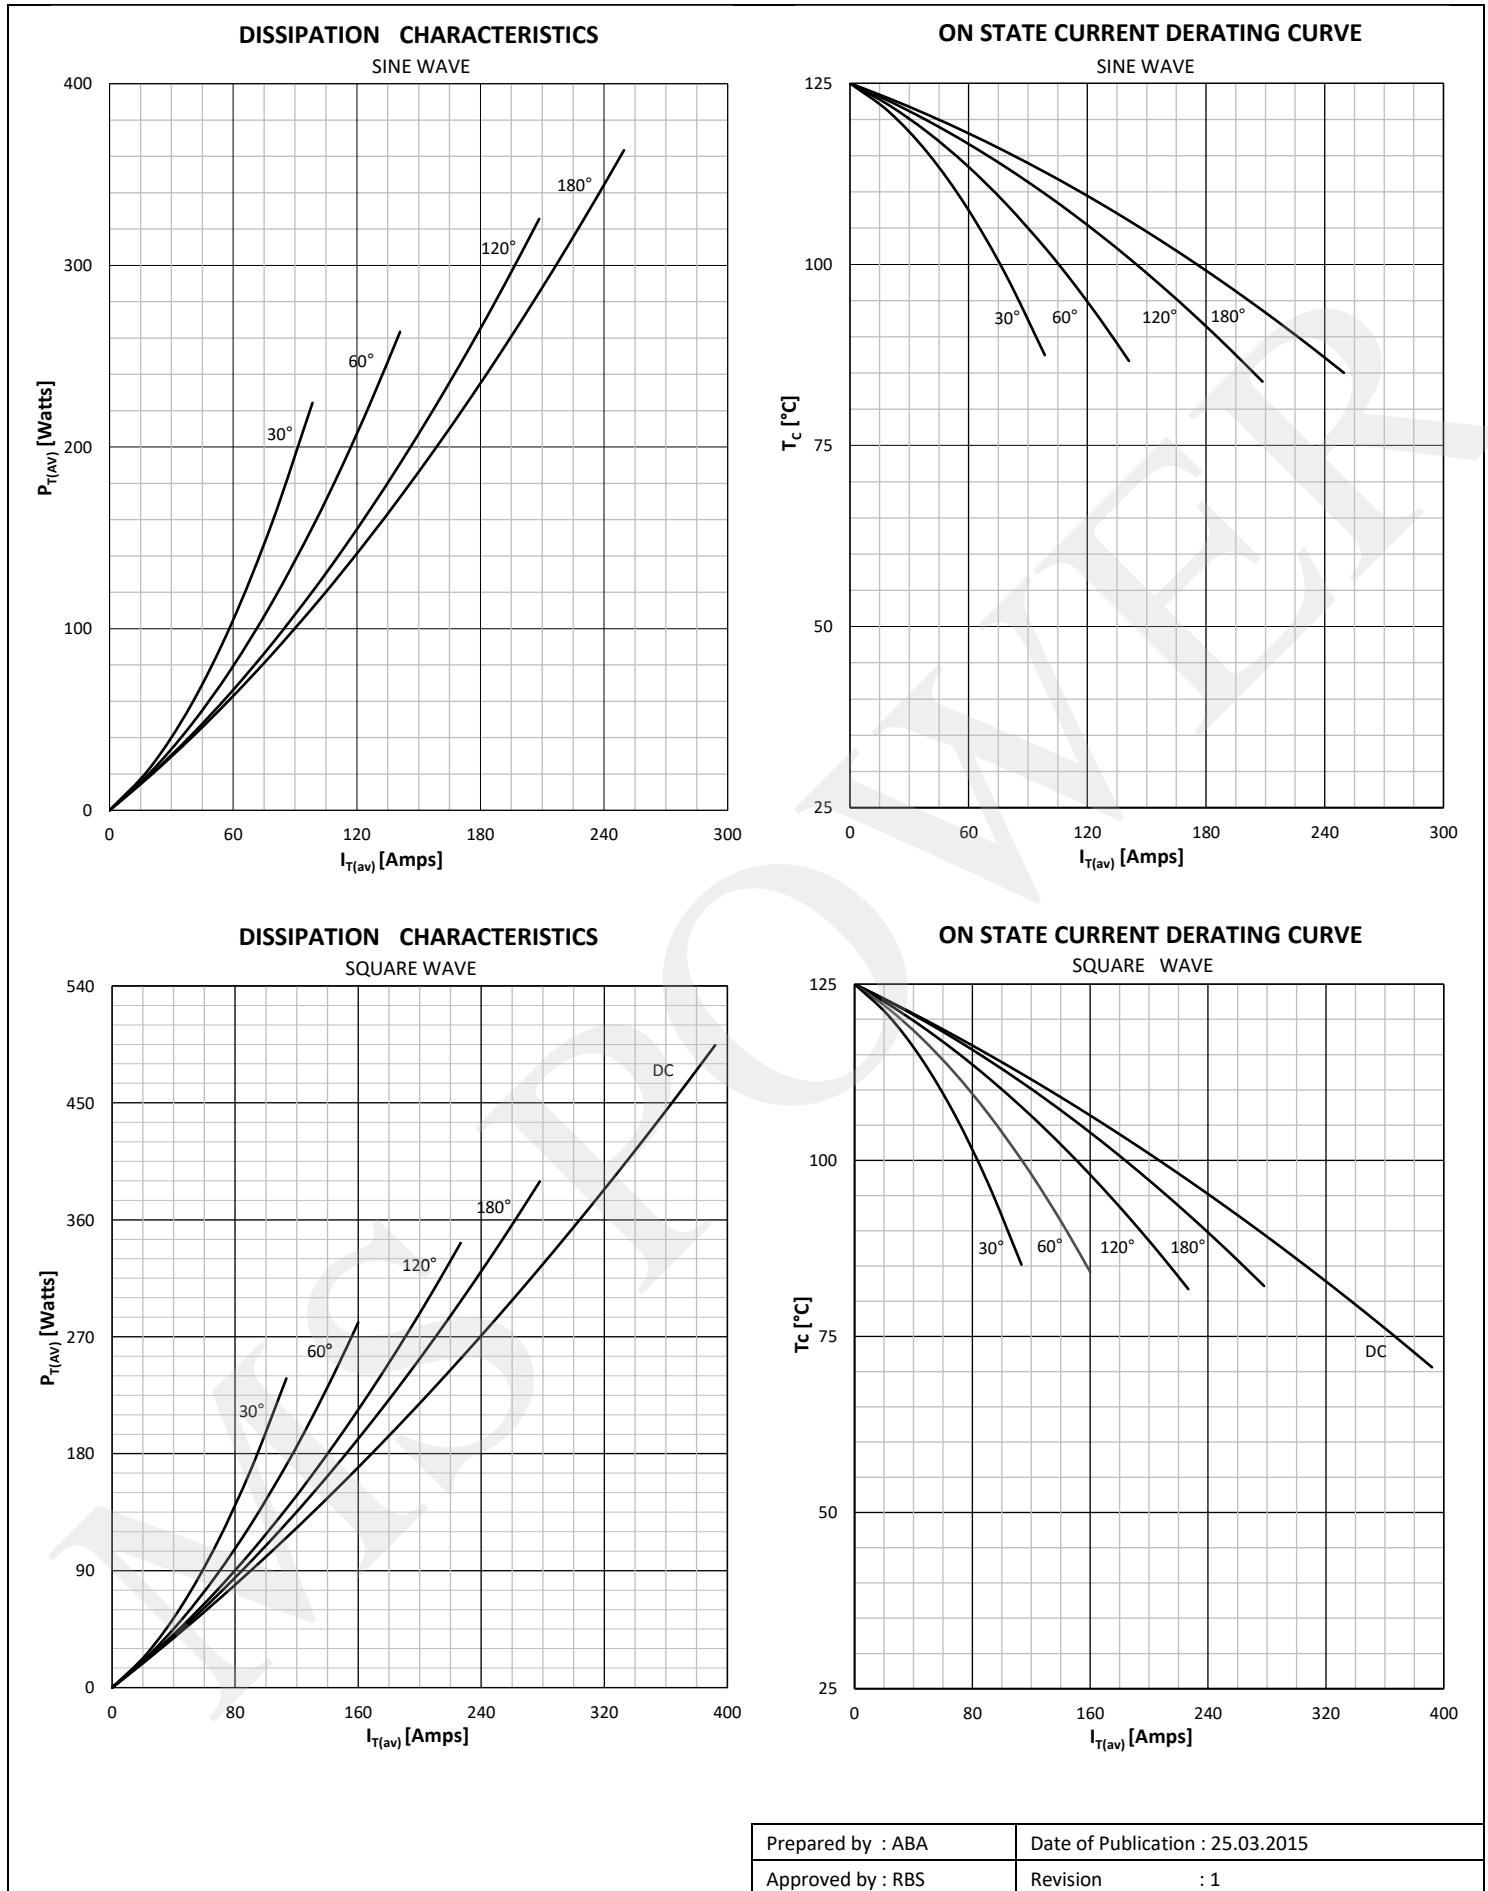 DISSIPATION CHARACTERISTICS
SINE WAVE
400
300
200
100
0
0 60 120 180 240 300
P_T(AV) [Watts]
I_T(av) [Amps]
30°
60°
120°
180°
ON STATE CURRENT DERATING CURVE
SINE WAVE
125
100
75
50
25
0 60 120 180 240 300
T_C [°C]
I_T(av) [Amps]
30° 60° 120° 180°
DISSIPATION CHARACTERISTICS
SQUARE WAVE
540
450
360
270
180
90
0
0 80 160 240 320 400
P_T(AV) [Watts]
I_T(av) [Amps]
30°
60°
120°
180°
DC
ON STATE CURRENT DERATING CURVE
SQUARE WAVE
125
100
75
50
25
0 80 160 240 320 400
Tc [°C]
I_T(av) [Amps]
30° 60° 120° 180°
DC
MS POWER
Prepared by : ABA Date of Publication : 25.03.2015
Approved by : RBS Revision : 1